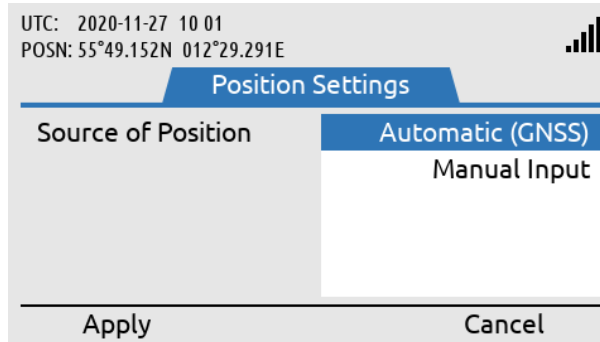 UTC: 2020-11-27 10 01
POSN: 55°49.152N 012°29.291E
Position Settings
Source of Position Automatic (GNSS)
Manual Input
Apply Cancel